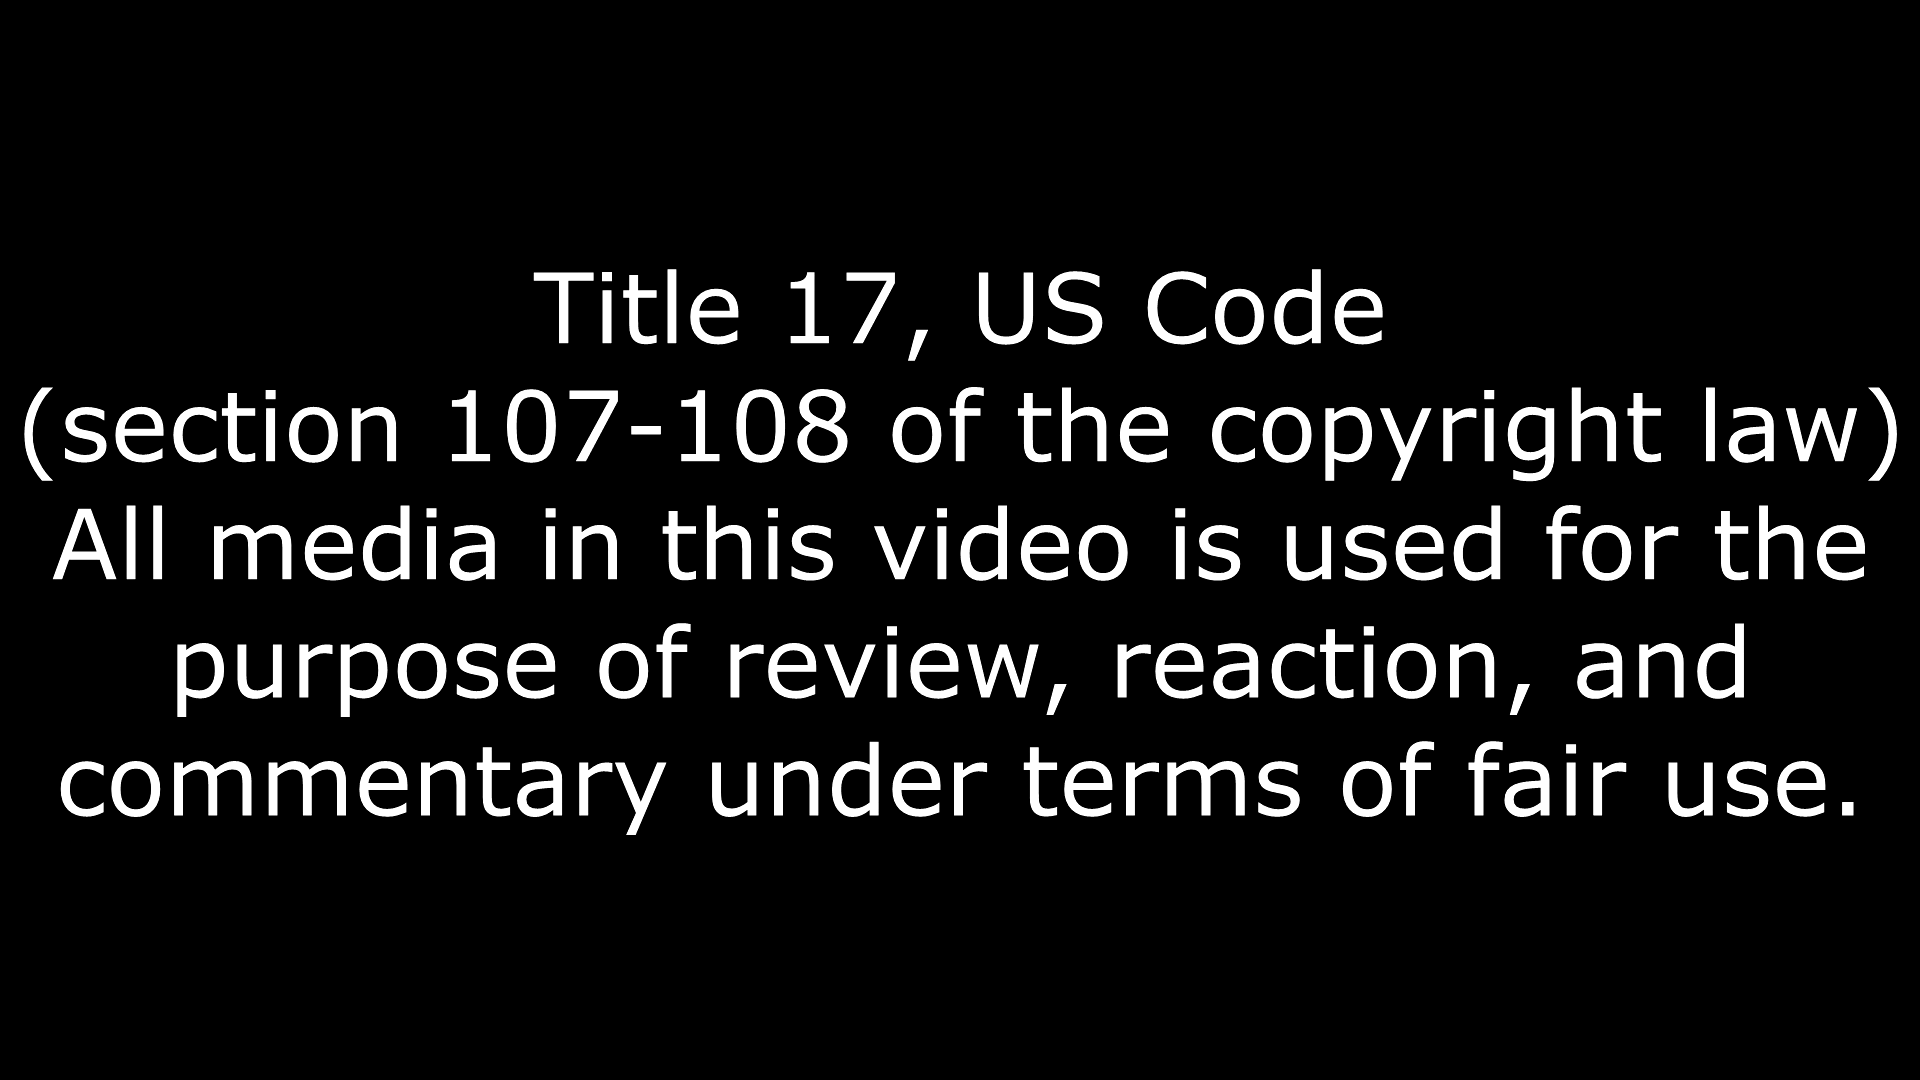 Title 17, US Code
(section 107-108 of the copyright law)
All media in this video is used for the
purpose of review, reaction, and
commentary under terms of fair use.